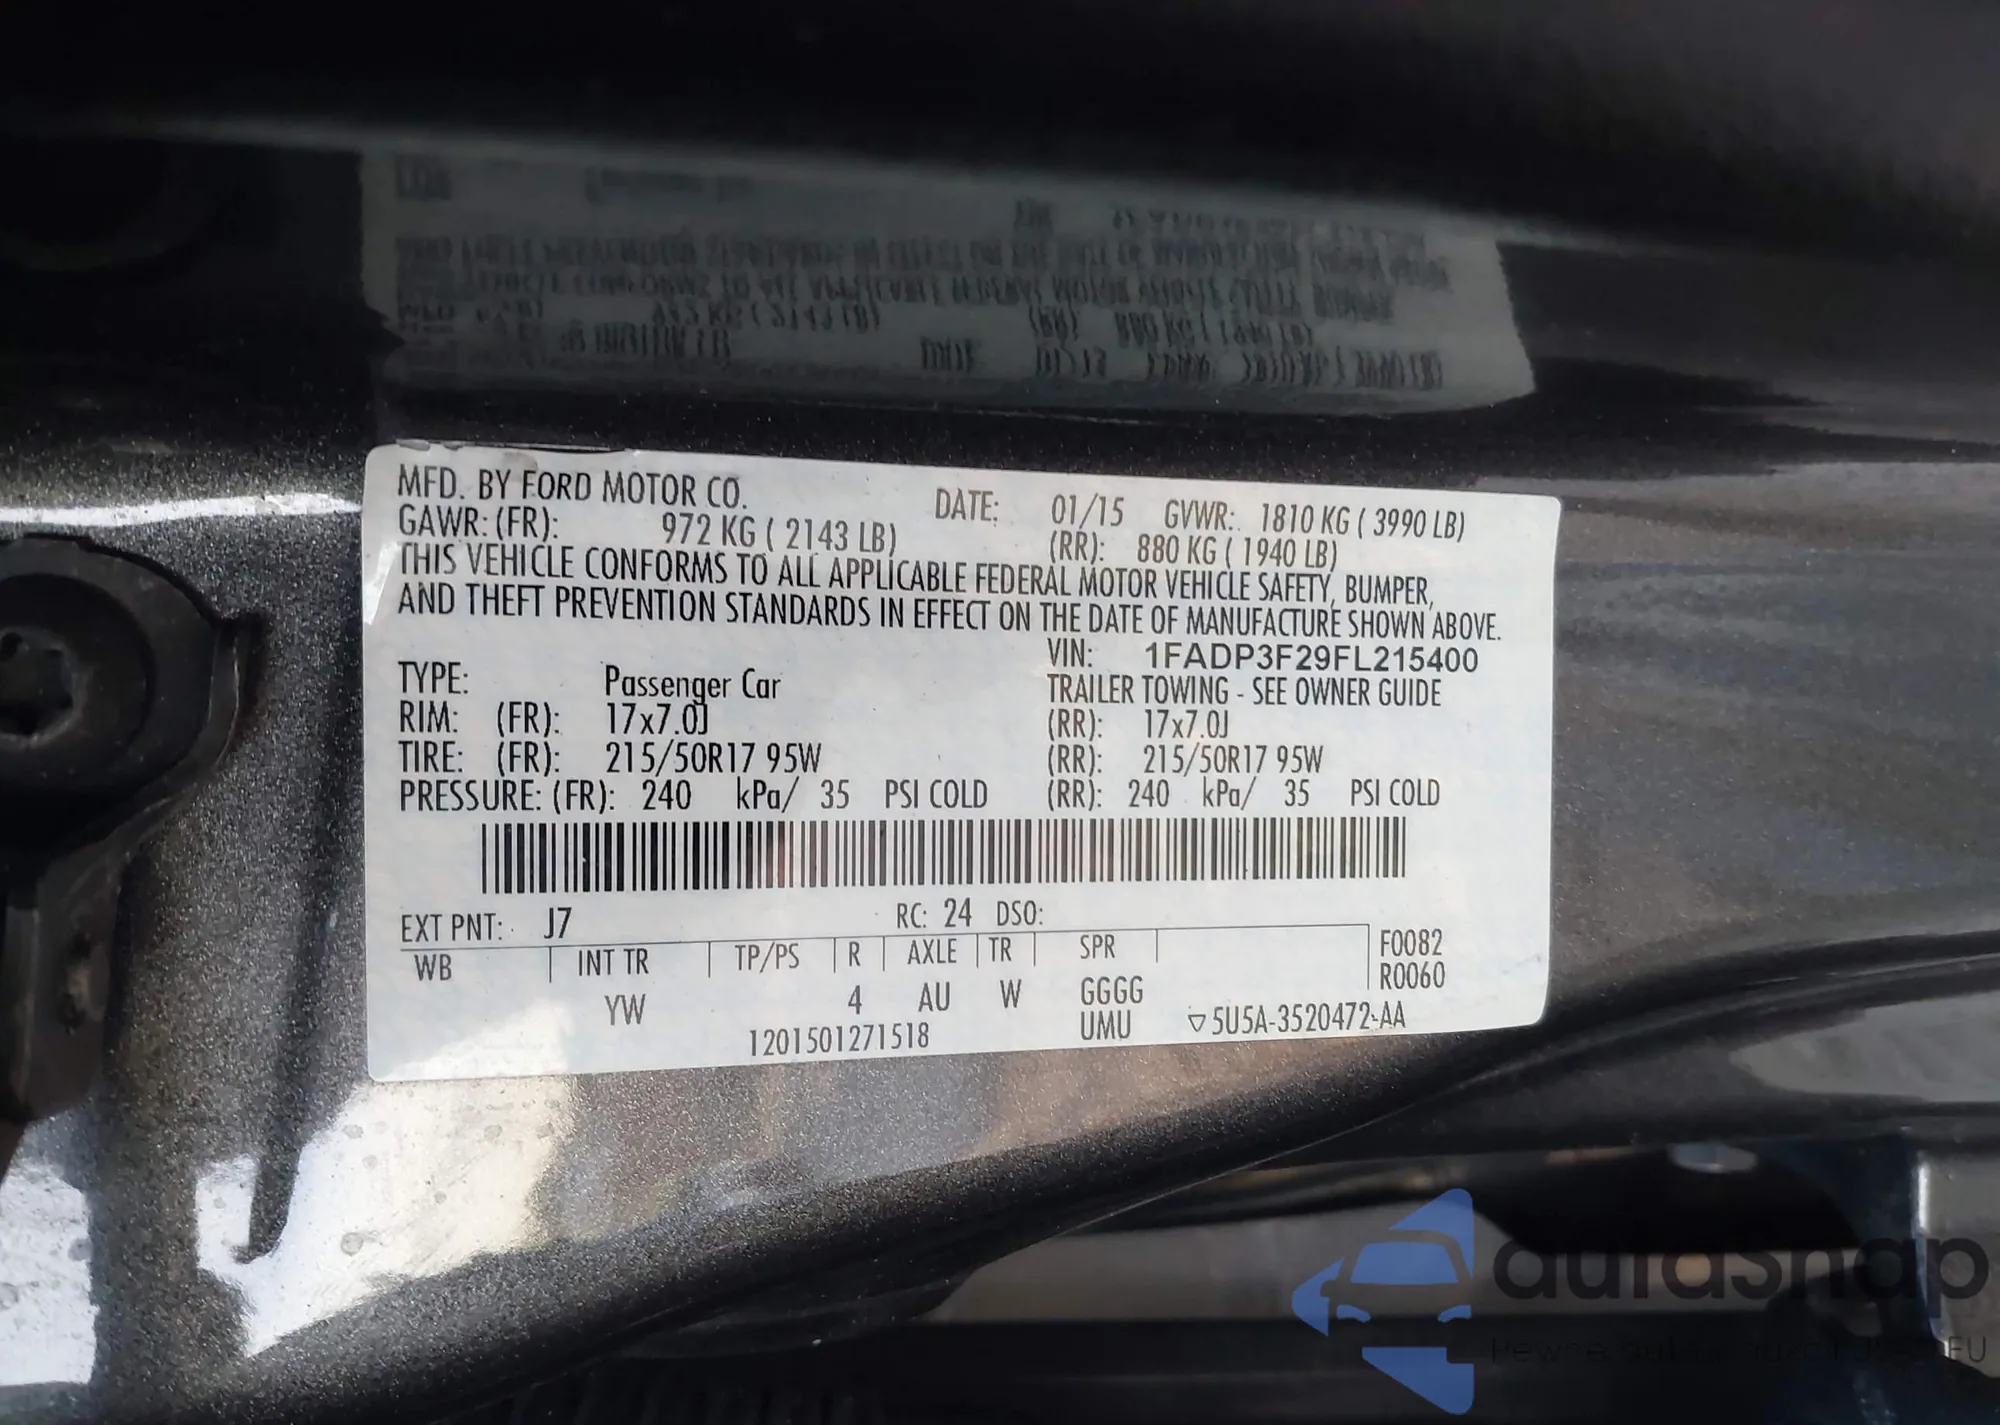 MFD. BY FORD MOTOR CO.
DATE: 01/15 GVWR: 1810 KG ( 3990 LB)
GAWR: (FR): 972 KG ( 2143 LB) (RR): 880 KG ( 1940 LB)
THIS VEHICLE CONFORMS TO ALL APPLICABLE FEDERAL MOTOR VEHICLE SAFETY, BUMPER,
AND THEFT PREVENTION STANDARDS IN EFFECT ON THE DATE OF MANUFACTURE SHOWN ABOVE.
VIN: 1FADP3F29FL215400
TYPE: Passenger Car TRAILER TOWING - SEE OWNER GUIDE
RIM: (FR): 17x7.0J (RR): 17x7.0J
TIRE: (FR): 215/50R17 95W (RR): 215/50R17 95W
PRESSURE: (FR): 240 kPa/ 35 PSI COLD (RR): 240 kPa/ 35 PSI COLD
EXT PNT: J7 RC: 24 DSO:
WB INT TR TP/PS R AXLE TR SPR F0082
R0060
YW 4 AU W GGGG
1201501271518 UMU ▽5U5A-3520472-AA
autoSnap
EU